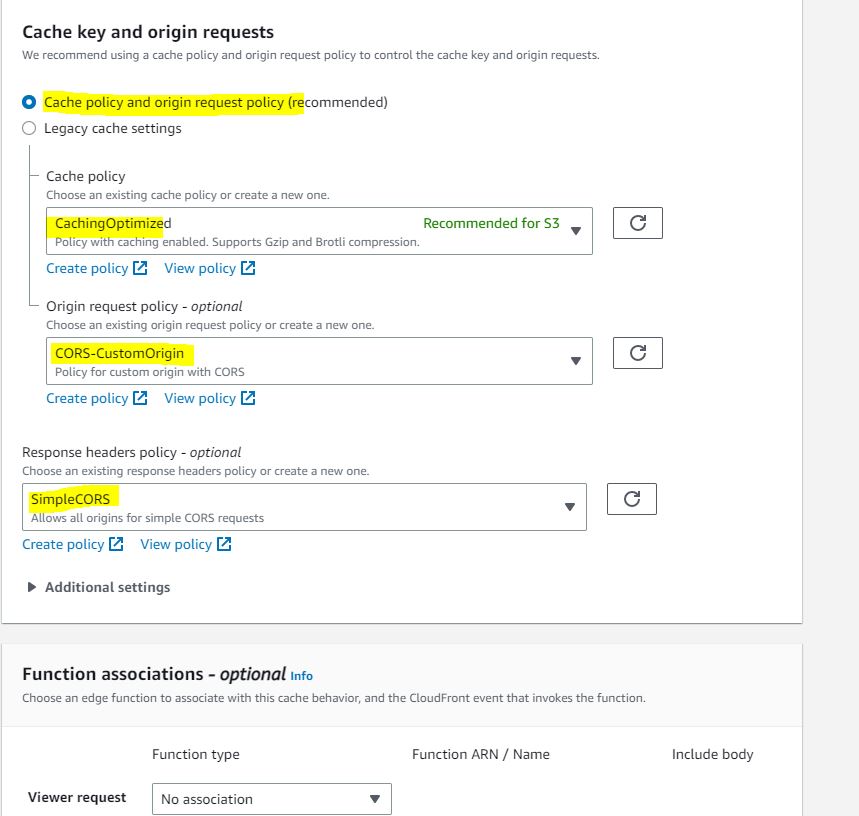 Cache key and origin requests
We recommend using a cache policy and origin request policy to control the cache key and origin requests.
Cache policy and origin request policy (recommended)
Legacy cache settings
Cache policy
Choose an existing cache policy or create a new one.
CachingOptimized Recommended for S3
Policy with caching enabled. Supports Gzip and Brotli compression.
Create policy View policy
Origin request policy - optional
Choose an existing origin request policy or create a new one.
CORS-CustomOrigin
Policy for custom origin with CORS
Create policy View policy
Response headers policy - optional
Choose an existing response headers policy or create a new one.
SimpleCORS
Allows all origins for simple CORS requests
Create policy View policy
Additional settings
Function associations - optional Info
Choose an edge function to associate with this cache behavior, and the CloudFront event that invokes the function.
Function type Function ARN / Name Include body
Viewer request No association